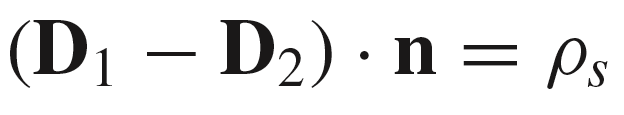 (𝐃₁ − 𝐃₂) · 𝐧 = ρₛ